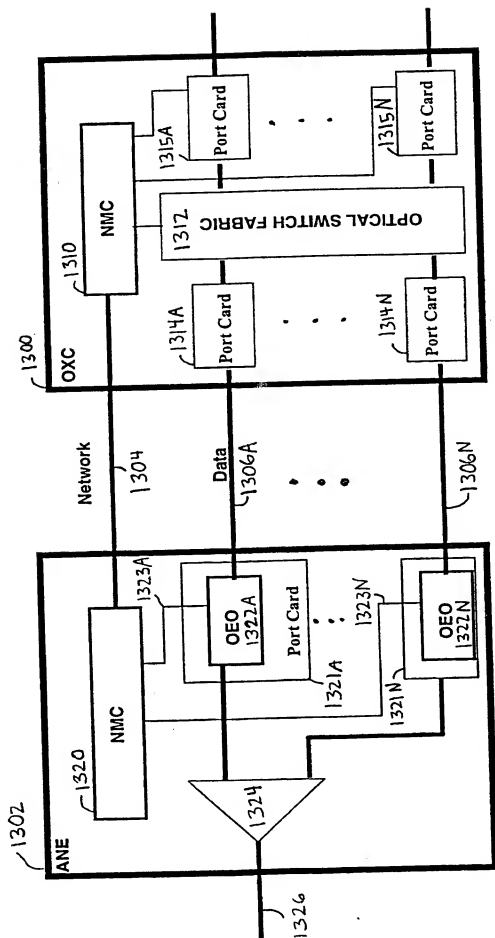 1302
ANE
1320
NMC
1323A
OEO
1322A
Port Card
1321A
1323N
OEO
1322N
1321N
1324
1326
Network
1304
Data
1306A
1306N
1300
OXC
1310
NMC
1312
OPTICAL SWITCH FABRIC
1314A
Port Card
1314N
Port Card
1315A
Port Card
1315N
Port Card